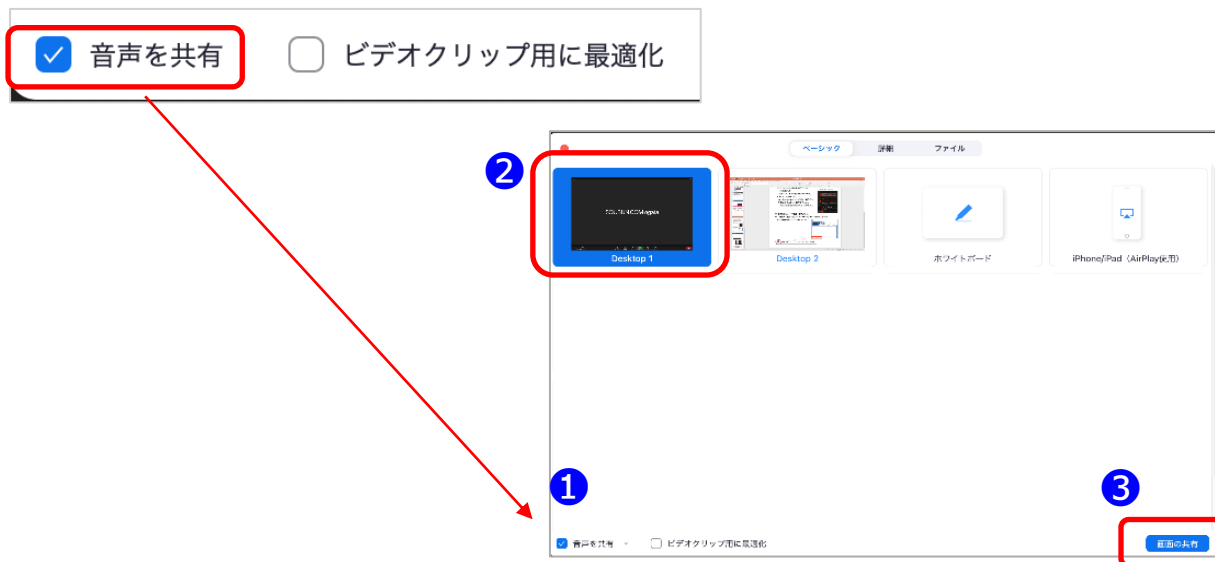 音声を共有 ビデオクリップ用に最適化
ベーシック 詳細 ファイル
2
Desktop 1 Desktop 2 ホワイトボード iPhone/iPad（AirPlay使用）
1
3
音声を共有 ビデオクリップ用に最適化 画面の共有